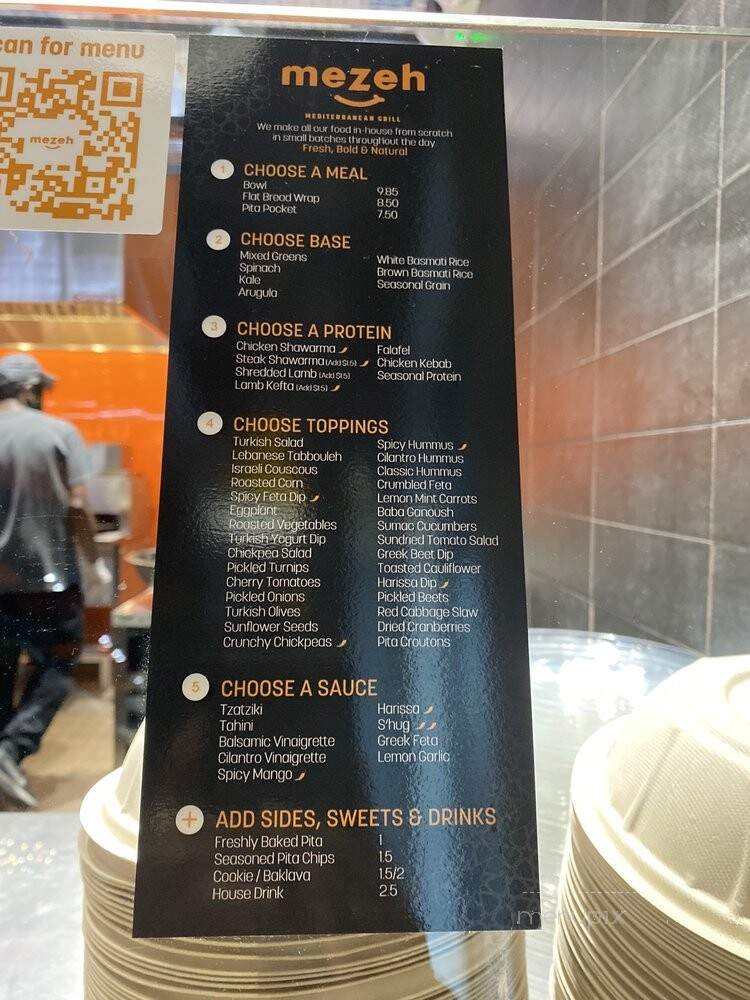 can for menu
mezeh
mezeh
MEDITERRANEAN GRILL
We make all our food in-house from scratch
in small batches throughout the day
Fresh, Bold & Natural
1 CHOOSE A MEAL
Bowl 9.85
Flat Bread Wrap 8.50
Pita Pocket 7.50
2 CHOOSE BASE
Mixed Greens
Spinach
Kale
Arugula
White Basmati Rice
Brown Basmati Rice
Seasonal Grain
3 CHOOSE A PROTEIN
Chicken Shawarma
Steak Shawarma (Add $1.5)
Shredded Lamb (Add $1.5)
Lamb Kefta (Add $1.5)
Falafel
Chicken Kebab
Seasonal Protein
4 CHOOSE TOPPINGS
Turkish Salad
Lebanese Tabbouleh
Israeli Couscous
Roasted Corn
Spicy Feta Dip
Eggplant
Roasted Vegetables
Turkish Yogurt Dip
Chickpea Salad
Pickled Turnips
Cherry Tomatoes
Pickled Onions
Turkish Olives
Sunflower Seeds
Crunchy Chickpeas
Spicy Hummus
Cilantro Hummus
Classic Hummus
Crumbled Feta
Lemon Mint Carrots
Baba Ganoush
Sumac Cucumbers
Sundried Tomato Salad
Greek Beet Dip
Toasted Cauliflower
Harissa Dip
Pickled Beets
Red Cabbage Slaw
Dried Cranberries
Pita Croutons
5 CHOOSE A SAUCE
Tzatziki
Tahini
Balsamic Vinaigrette
Cilantro Vinaigrette
Spicy Mango
Harissa
S'hug
Greek Feta
Lemon Garlic
+ ADD SIDES, SWEETS & DRINKS
Freshly Baked Pita 1
Seasoned Pita Chips 1.5
Cookie / Baklava 1.5/2
House Drink 2.5